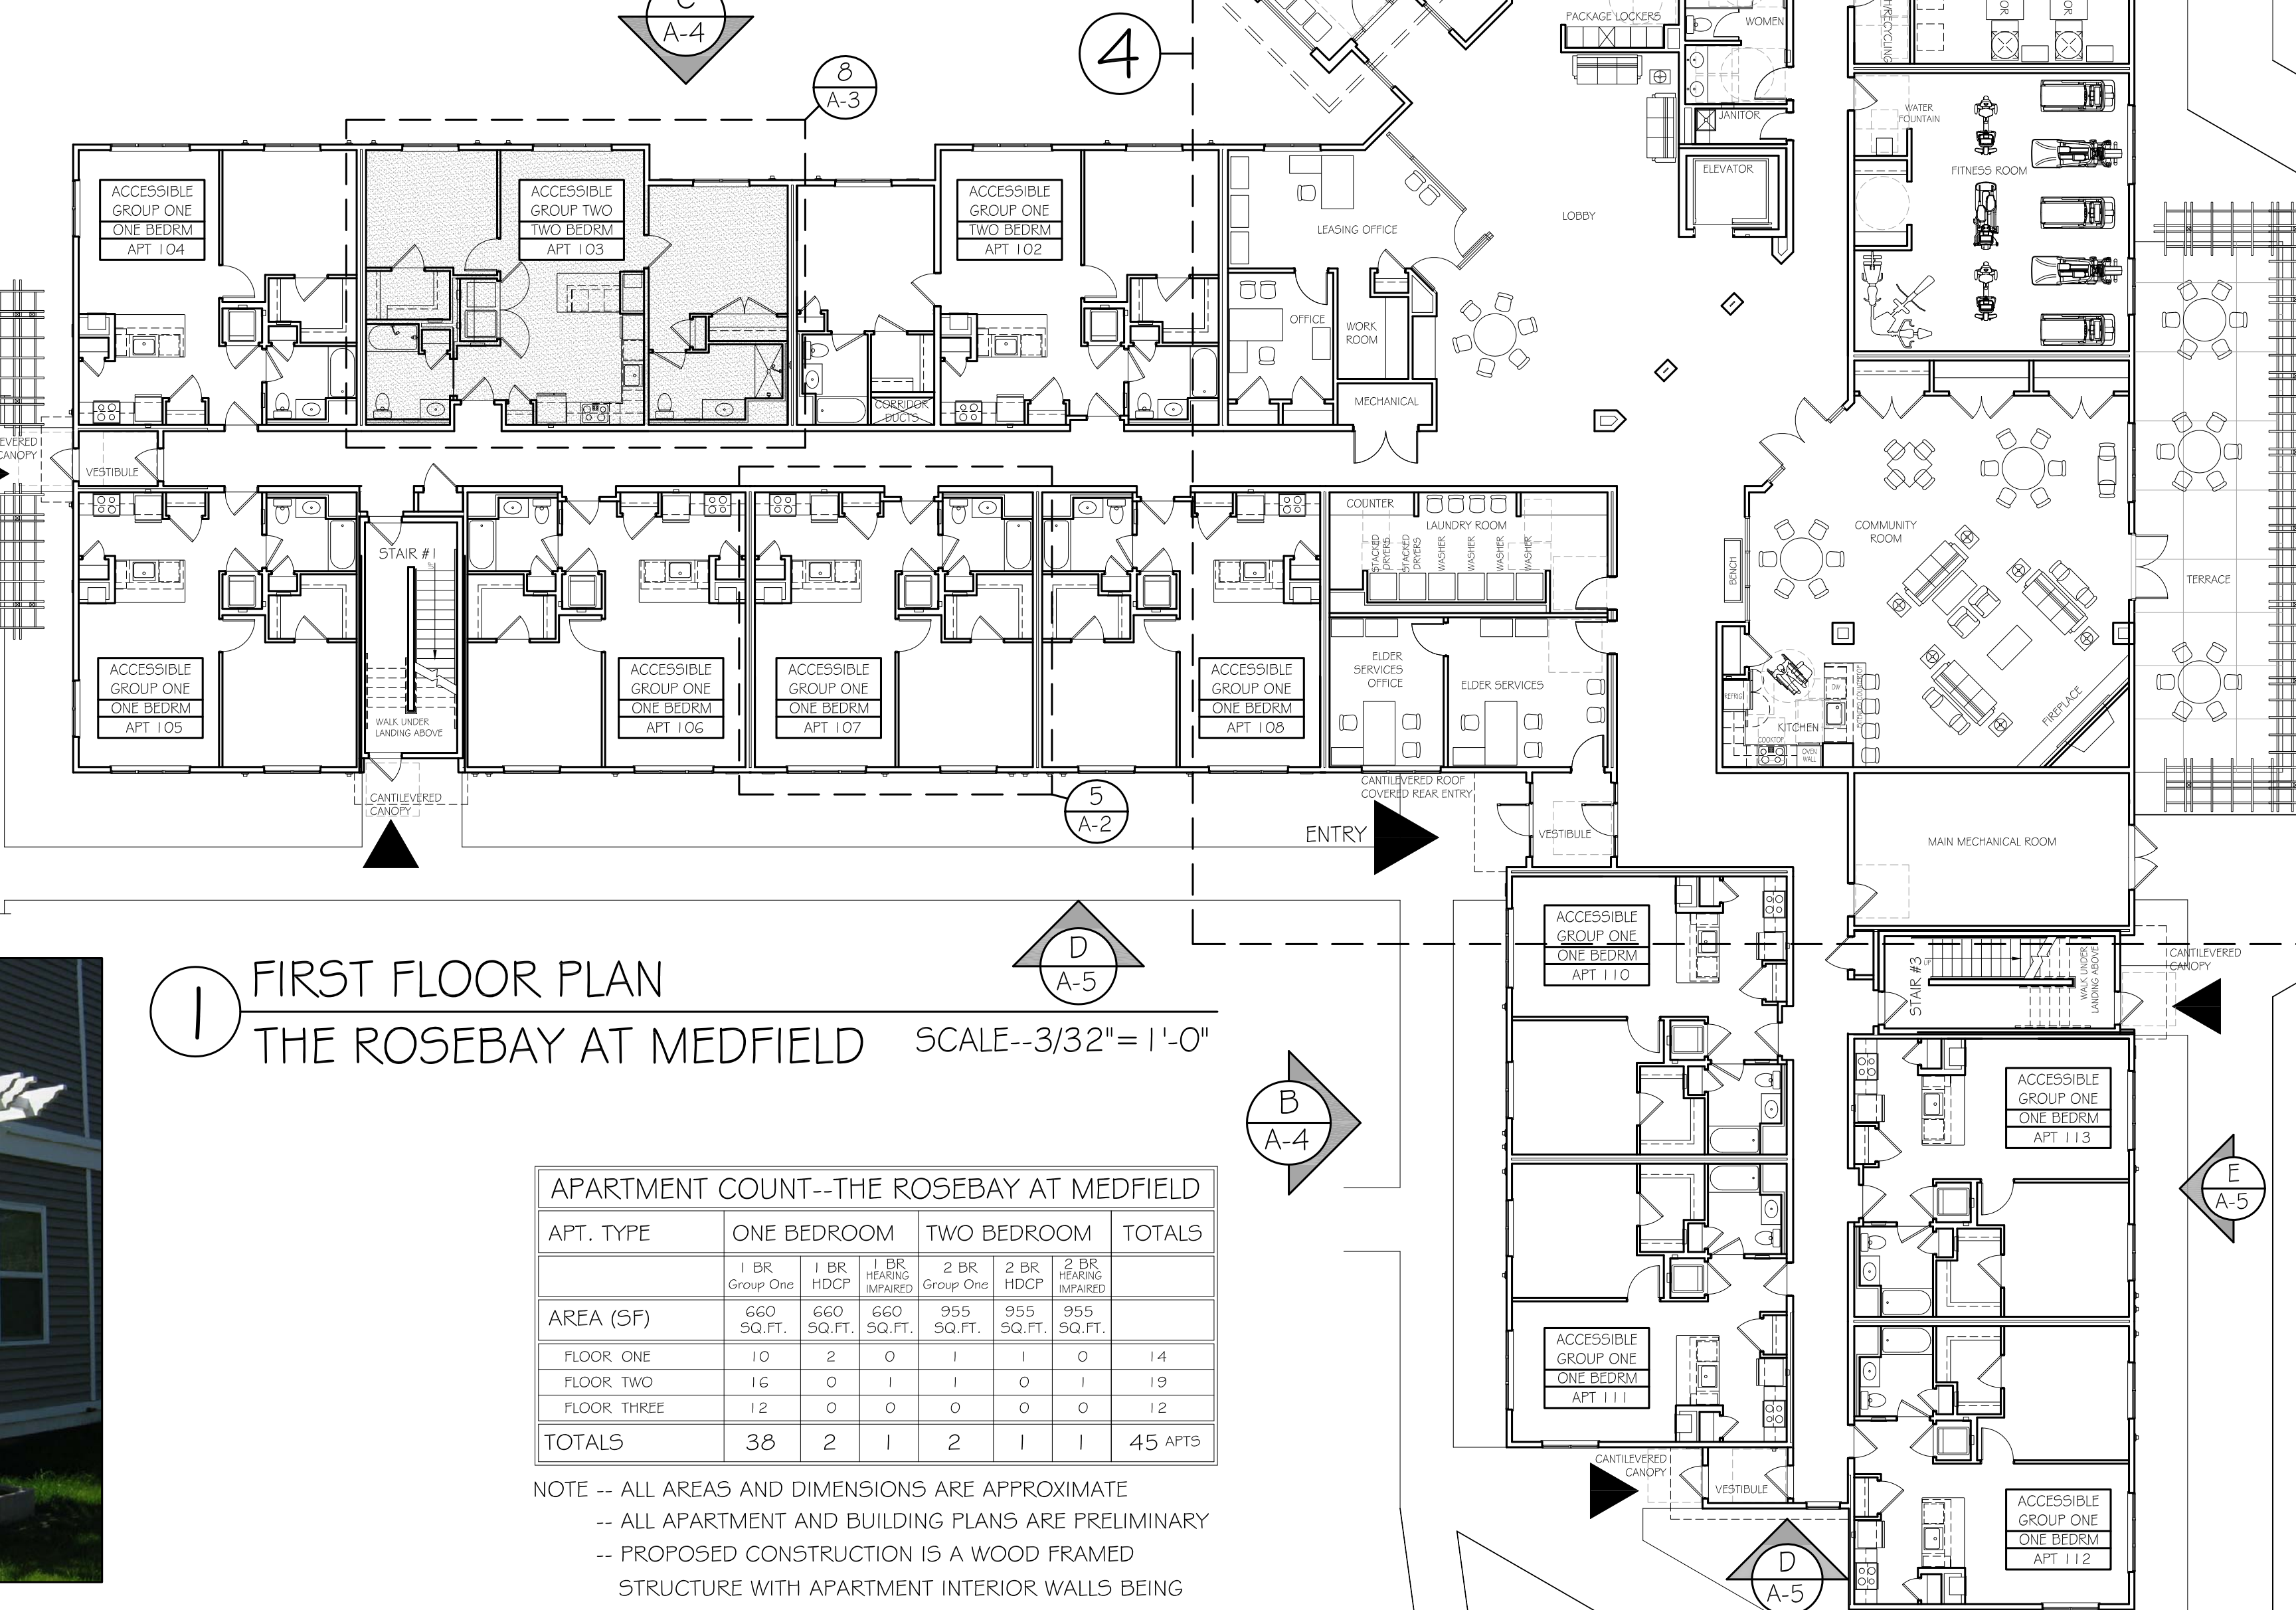 C
A-4
8
A-3
4
PACKAGE LOCKERS
WOMEN
JANITOR
ELEVATOR
LOBBY
WATER
FOUNTAIN
FITNESS ROOM
ACCESSIBLE
GROUP ONE
ONE BEDRM
APT 104
ACCESSIBLE
GROUP TWO
TWO BEDRM
APT 103
ACCESSIBLE
GROUP ONE
TWO BEDRM
APT 102
LEASING OFFICE
OFFICE
WORK
ROOM
MECHANICAL
CORRIDOR
DUCTS
CANOPY
VESTIBULE
STAIR #1
WALK UNDER
LANDING ABOVE
COUNTER
LAUNDRY ROOM
STACKED
DRYERS
STACKED
DRYERS
WASHER
WASHER
WASHER
WASHER
COMMUNITY
ROOM
BENCH
TERRACE
ACCESSIBLE
GROUP ONE
ONE BEDRM
APT 105
ACCESSIBLE
GROUP ONE
ONE BEDRM
APT 106
ACCESSIBLE
GROUP ONE
ONE BEDRM
APT 107
ACCESSIBLE
GROUP ONE
ONE BEDRM
APT 108
ELDER
SERVICES
OFFICE
ELDER SERVICES
REFRIG
DW
KITCHEN
COOKTOP
OVEN
WALL
FIREPLACE
CANTILEVERED
CANOPY
5
A-2
CANTILEVERED ROOF
COVERED REAR ENTRY
ENTRY
VESTIBULE
MAIN MECHANICAL ROOM
ACCESSIBLE
GROUP ONE
ONE BEDRM
APT 110
STAIR #3
UP
WALK UNDER
LANDING ABOVE
CANTILEVERED
CANOPY
D
A-5
1
FIRST FLOOR PLAN
THE ROSEBAY AT MEDFIELD
SCALE--3/32"= 1'-0"
B
A-4
ACCESSIBLE
GROUP ONE
ONE BEDRM
APT 113
E
A-5
APARTMENT COUNT--THE ROSEBAY AT MEDFIELD
APT. TYPE ONE BEDROOM TWO BEDROOM TOTALS
1 BR Group One 1 BR HDCP 1 BR HEARING IMPAIRED 2 BR Group One 2 BR HDCP 2 BR HEARING IMPAIRED
AREA (SF) 660 SQ.FT. 660 SQ.FT. 660 SQ.FT. 955 SQ.FT. 955 SQ.FT. 955 SQ.FT.
FLOOR ONE 10 2 0 1 1 0 14
FLOOR TWO 16 0 1 1 0 1 19
FLOOR THREE 12 0 0 0 0 0 12
TOTALS 38 2 1 2 1 1 45 APTS
NOTE -- ALL AREAS AND DIMENSIONS ARE APPROXIMATE
-- ALL APARTMENT AND BUILDING PLANS ARE PRELIMINARY
-- PROPOSED CONSTRUCTION IS A WOOD FRAMED
STRUCTURE WITH APARTMENT INTERIOR WALLS BEING
ACCESSIBLE
GROUP ONE
ONE BEDRM
APT 111
CANTILEVERED
CANOPY
VESTIBULE
ACCESSIBLE
GROUP ONE
ONE BEDRM
APT 112
D
A-5